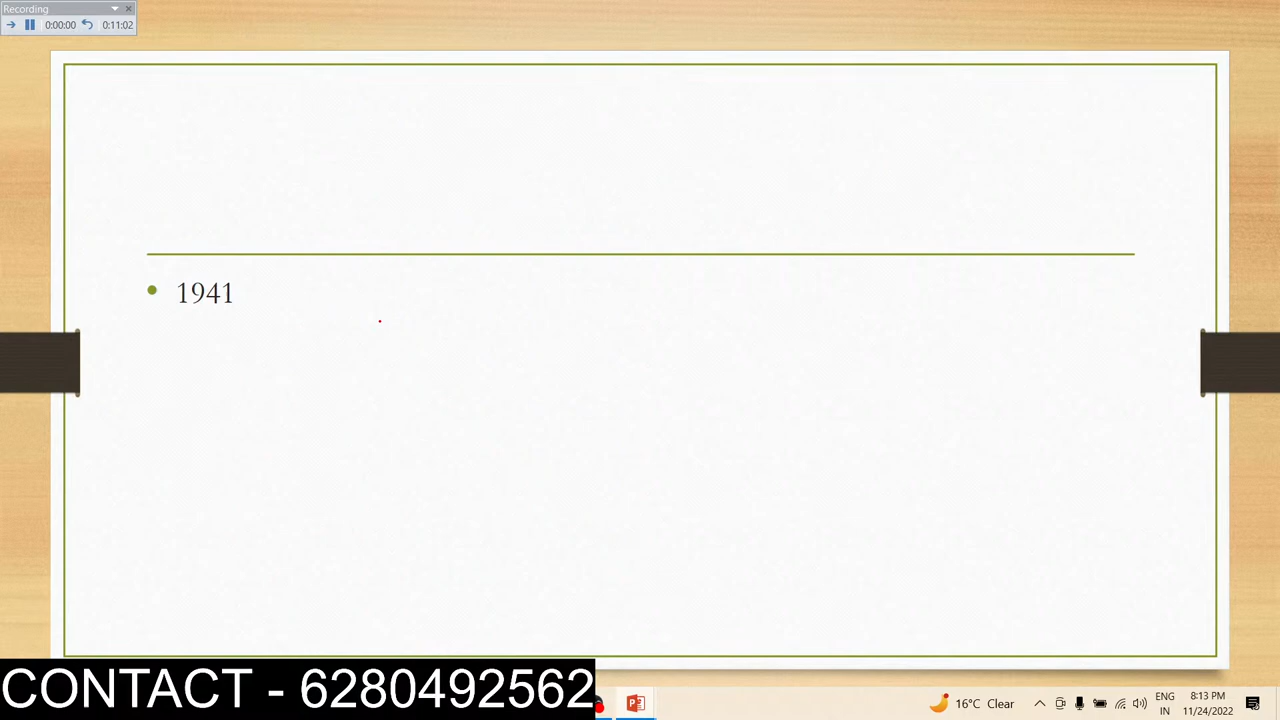 Recording
0:00:00 0:11:02
1941
CONTACT - 6280492562
16°C Clear
ENG
IN
8:13 PM
11/24/2022